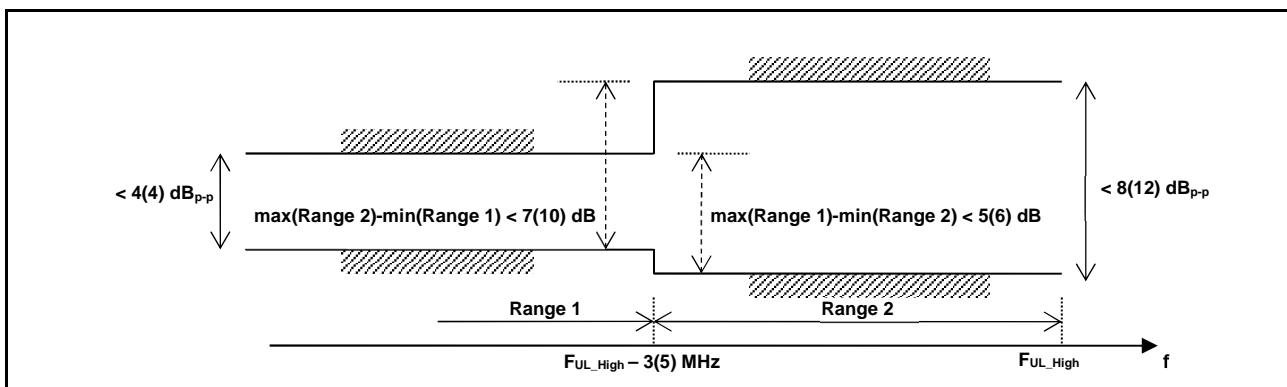 < 4(4) dBp-p
max(Range 2)-min(Range 1) < 7(10) dB
max(Range 1)-min(Range 2) < 5(6) dB
< 8(12) dBp-p
Range 1
Range 2
FUL_High – 3(5) MHz
FUL_High
f